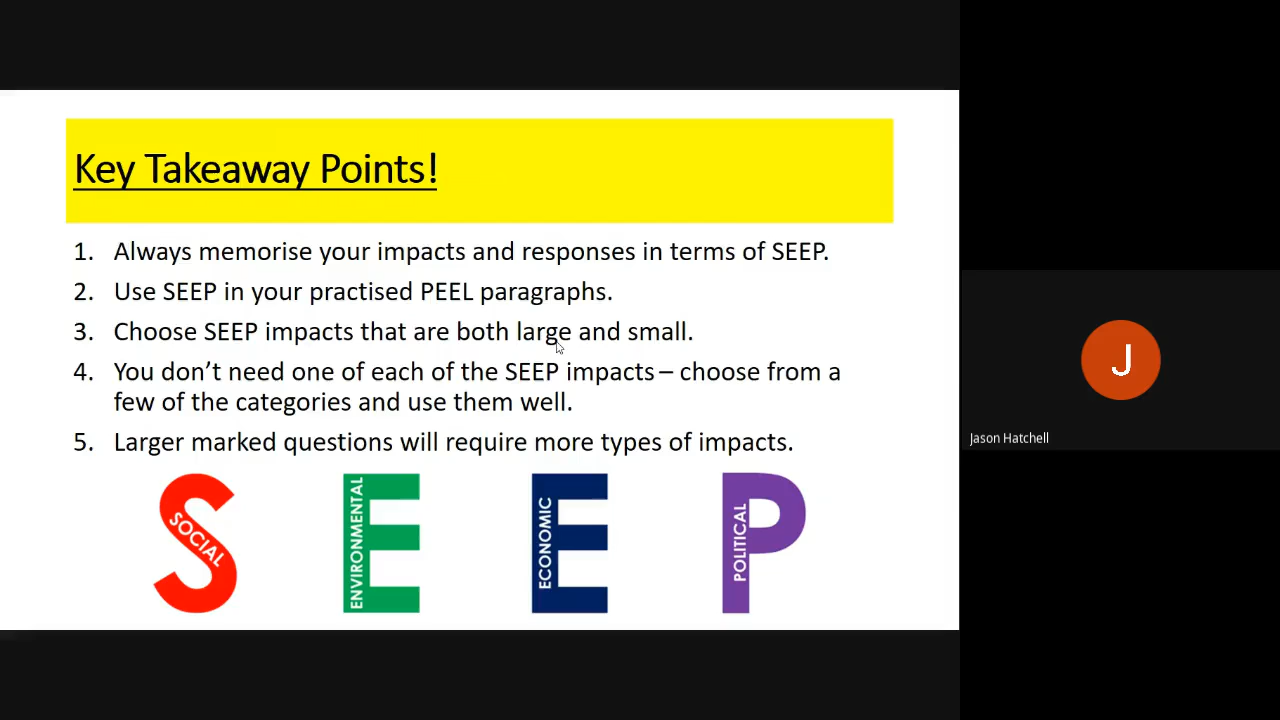 Key Takeaway Points!
1. Always memorise your impacts and responses in terms of SEEP.
2. Use SEEP in your practised PEEL paragraphs.
3. Choose SEEP impacts that are both large and small.
4. You don’t need one of each of the SEEP impacts – choose from a
few of the categories and use them well.
5. Larger marked questions will require more types of impacts.
S E E P
SOCIAL
ENVIRONMENTAL
ECONOMIC
POLITICAL
J
Jason Hatchell